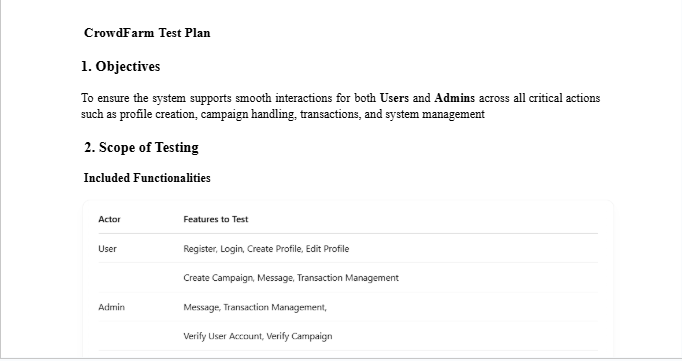 CrowdFarm Test Plan
1. Objectives
To ensure the system supports smooth interactions for both Users and Admins across all critical actions
such as profile creation, campaign handling, transactions, and system management
2. Scope of Testing
Included Functionalities
Actor Features to Test
User Register, Login, Create Profile, Edit Profile
Create Campaign, Message, Transaction Management
Admin Message, Transaction Management,
Verify User Account, Verify Campaign